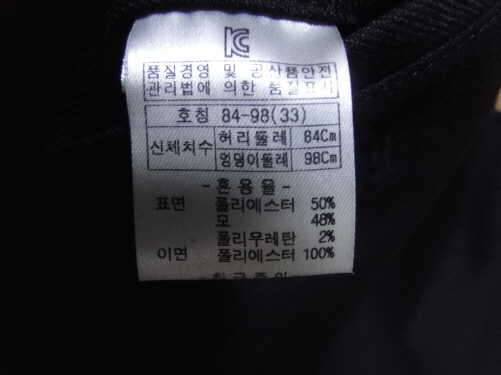 KC
품질경영 및 공산품안전
관리법에 의한 품질표시
호칭 84-98(33)
신체치수 허리둘레 84Cm
엉덩이둘레 98Cm
-혼용율-
표면 폴리에스터 50%
모 48%
폴리우레탄 2%
이면 폴리에스터 100%